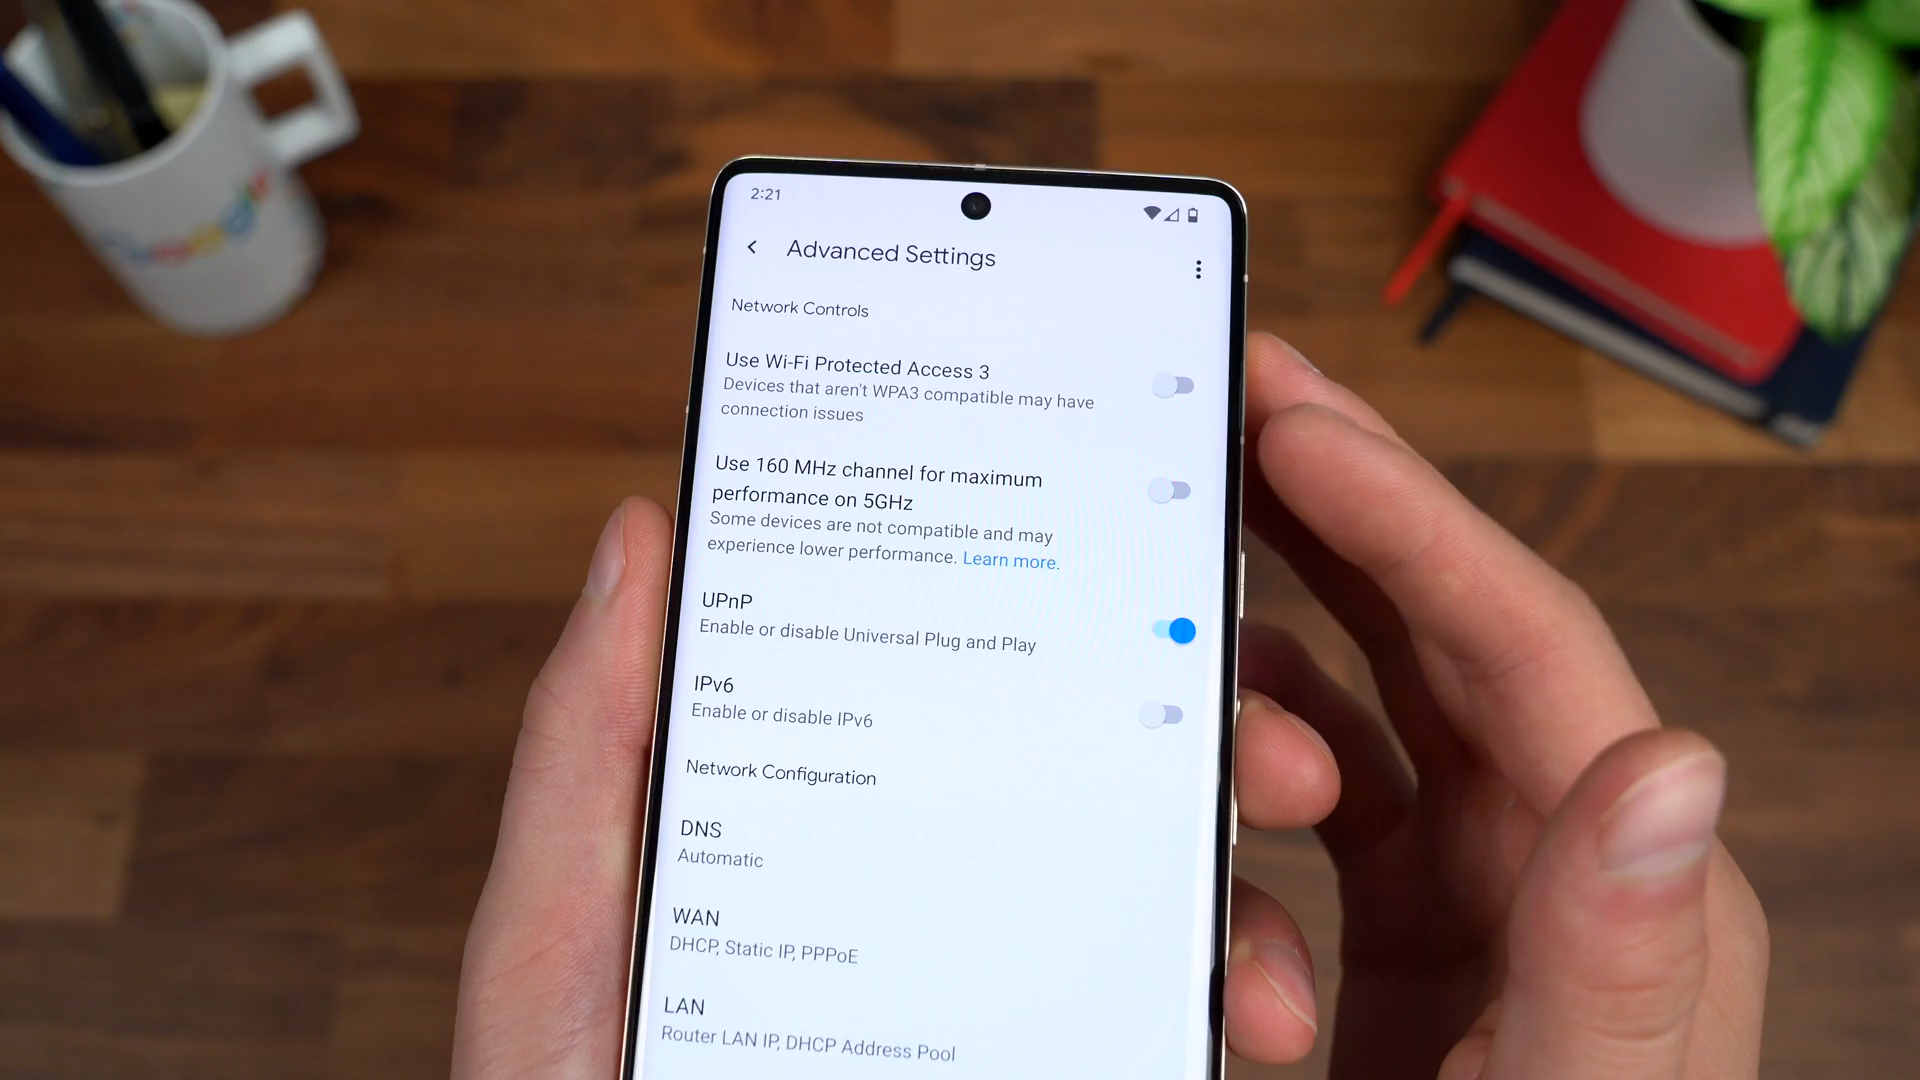 Google
2:21
Advanced Settings
Network Controls
Use Wi-Fi Protected Access 3
Devices that aren't WPA3 compatible may have
connection issues
Use 160 MHz channel for maximum
performance on 5GHz
Some devices are not compatible and may
experience lower performance. Learn more.
UPnP
Enable or disable Universal Plug and Play
IPv6
Enable or disable IPv6
Network Configuration
DNS
Automatic
WAN
DHCP, Static IP, PPPoE
LAN
Router LAN IP, DHCP Address Pool